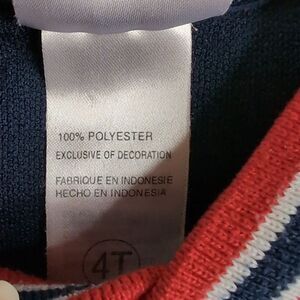 100% POLYESTER
EXCLUSIVE OF DECORATION
FABRIQUE EN INDONESIE
HECHO EN INDONESIA
4T